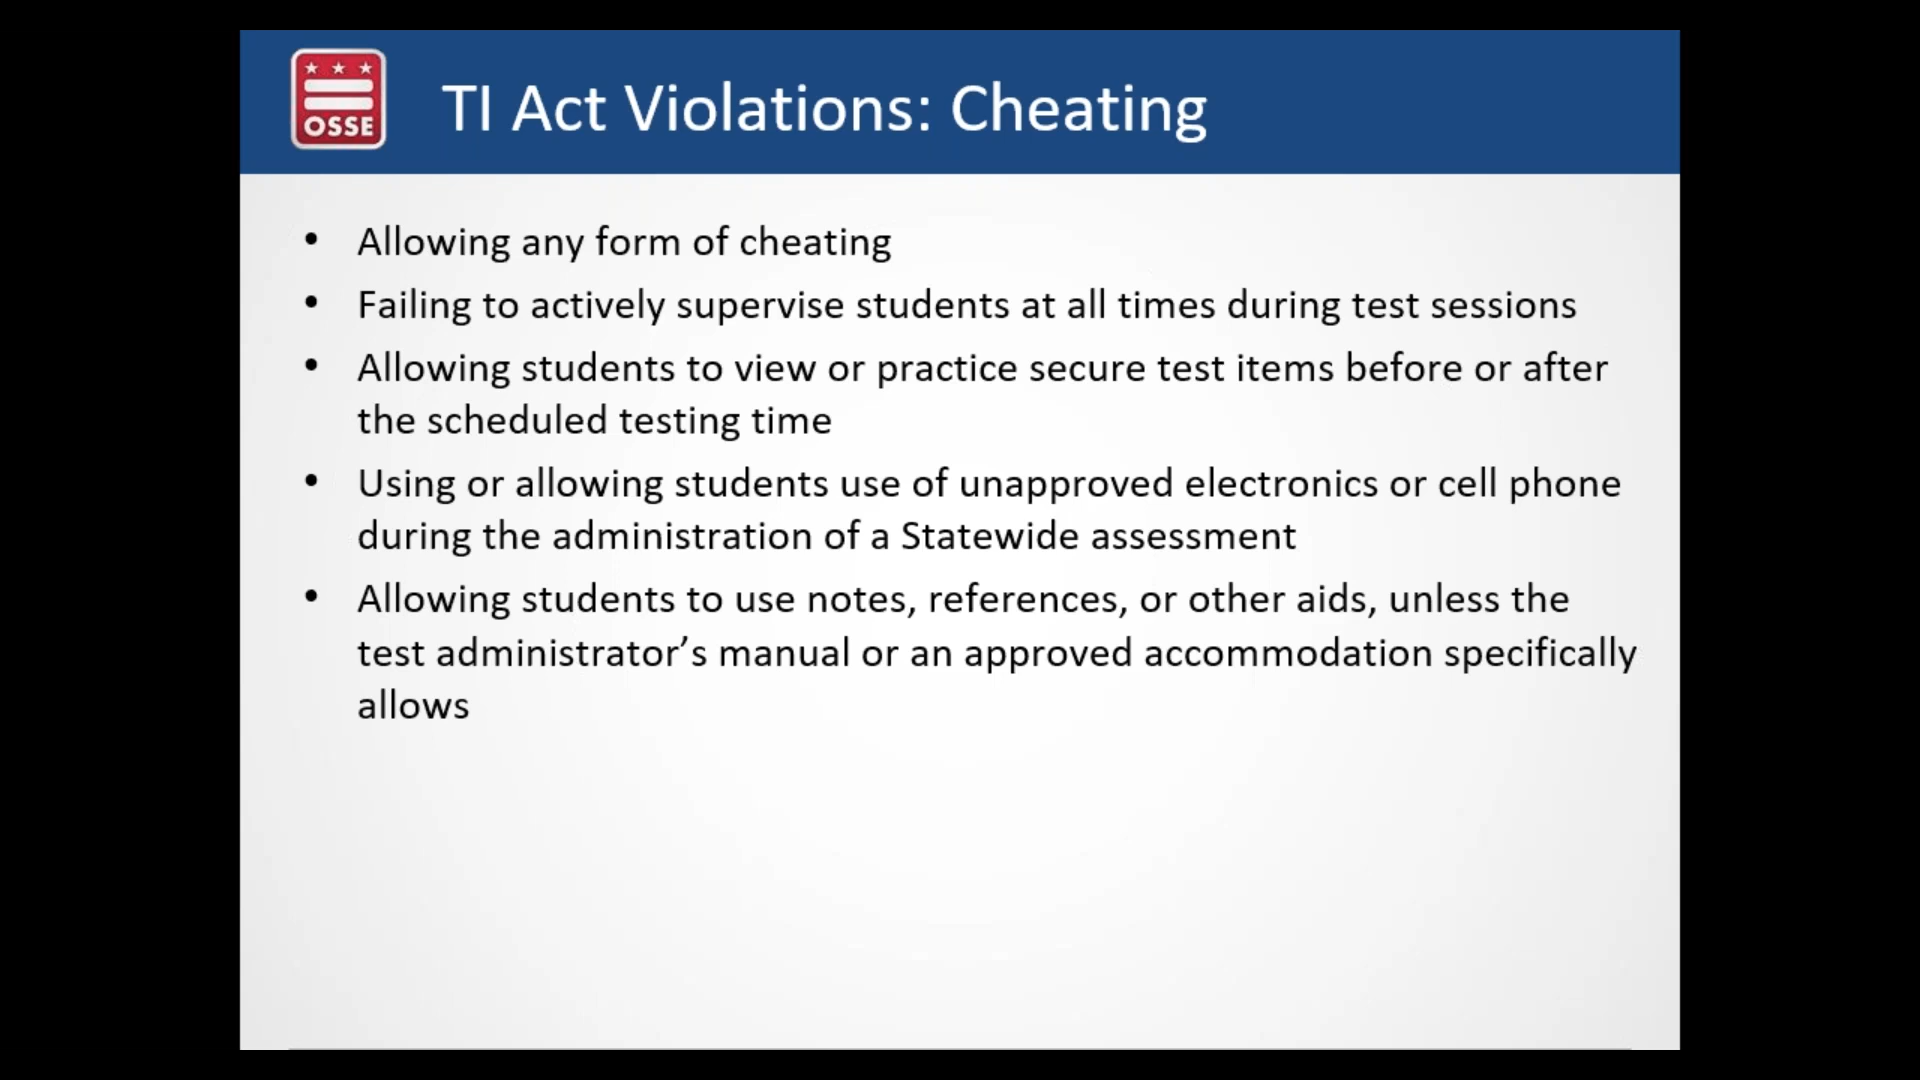 OSSE
TI Act Violations: Cheating
• Allowing any form of cheating
• Failing to actively supervise students at all times during test sessions
• Allowing students to view or practice secure test items before or after
the scheduled testing time
• Using or allowing students use of unapproved electronics or cell phone
during the administration of a Statewide assessment
• Allowing students to use notes, references, or other aids, unless the
test administrator’s manual or an approved accommodation specifically
allows